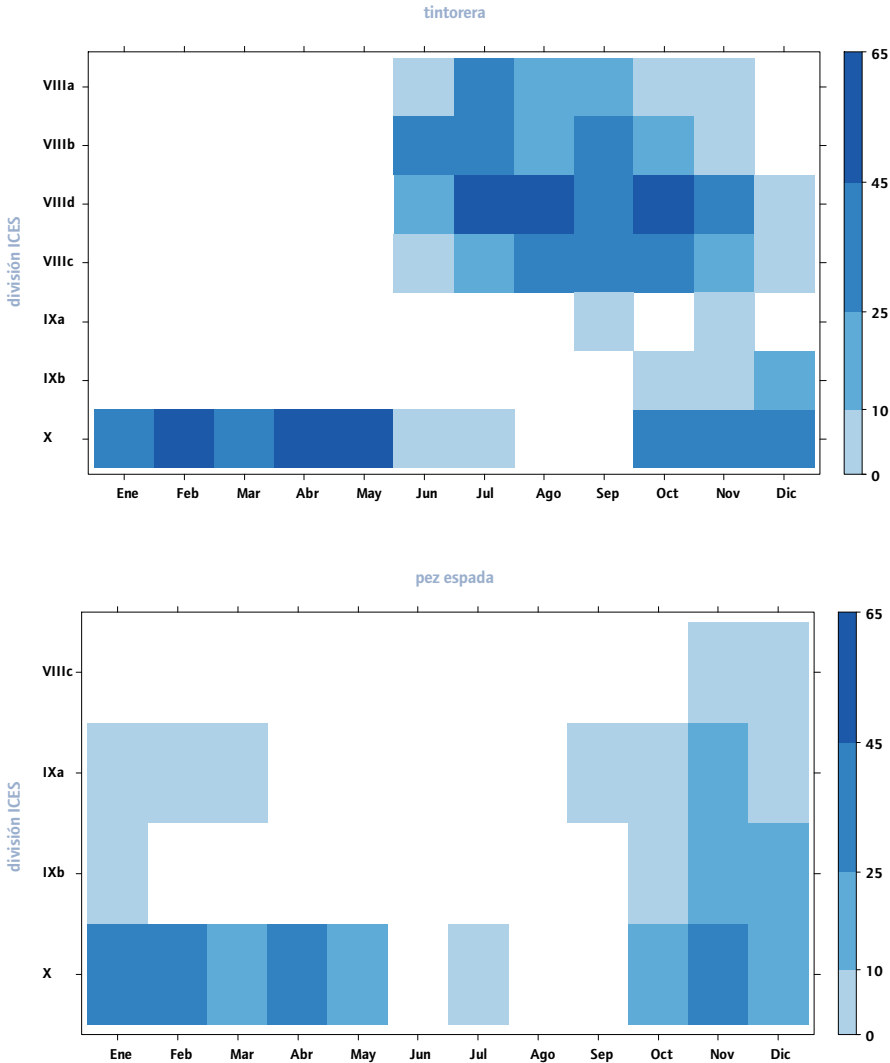 tintorera
65
VIIIa
VIIIb
45
VIIId
división ICES
VIIIc
25
IXa
IXb
10
X
0
Ene Feb Mar Abr May Jun Jul Ago Sep Oct Nov Dic
pez espada
65
VIIIc
45
IXa
división ICES
IXb
25
10
X
0
Ene Feb Mar Abr May Jun Jul Ago Sep Oct Nov Dic